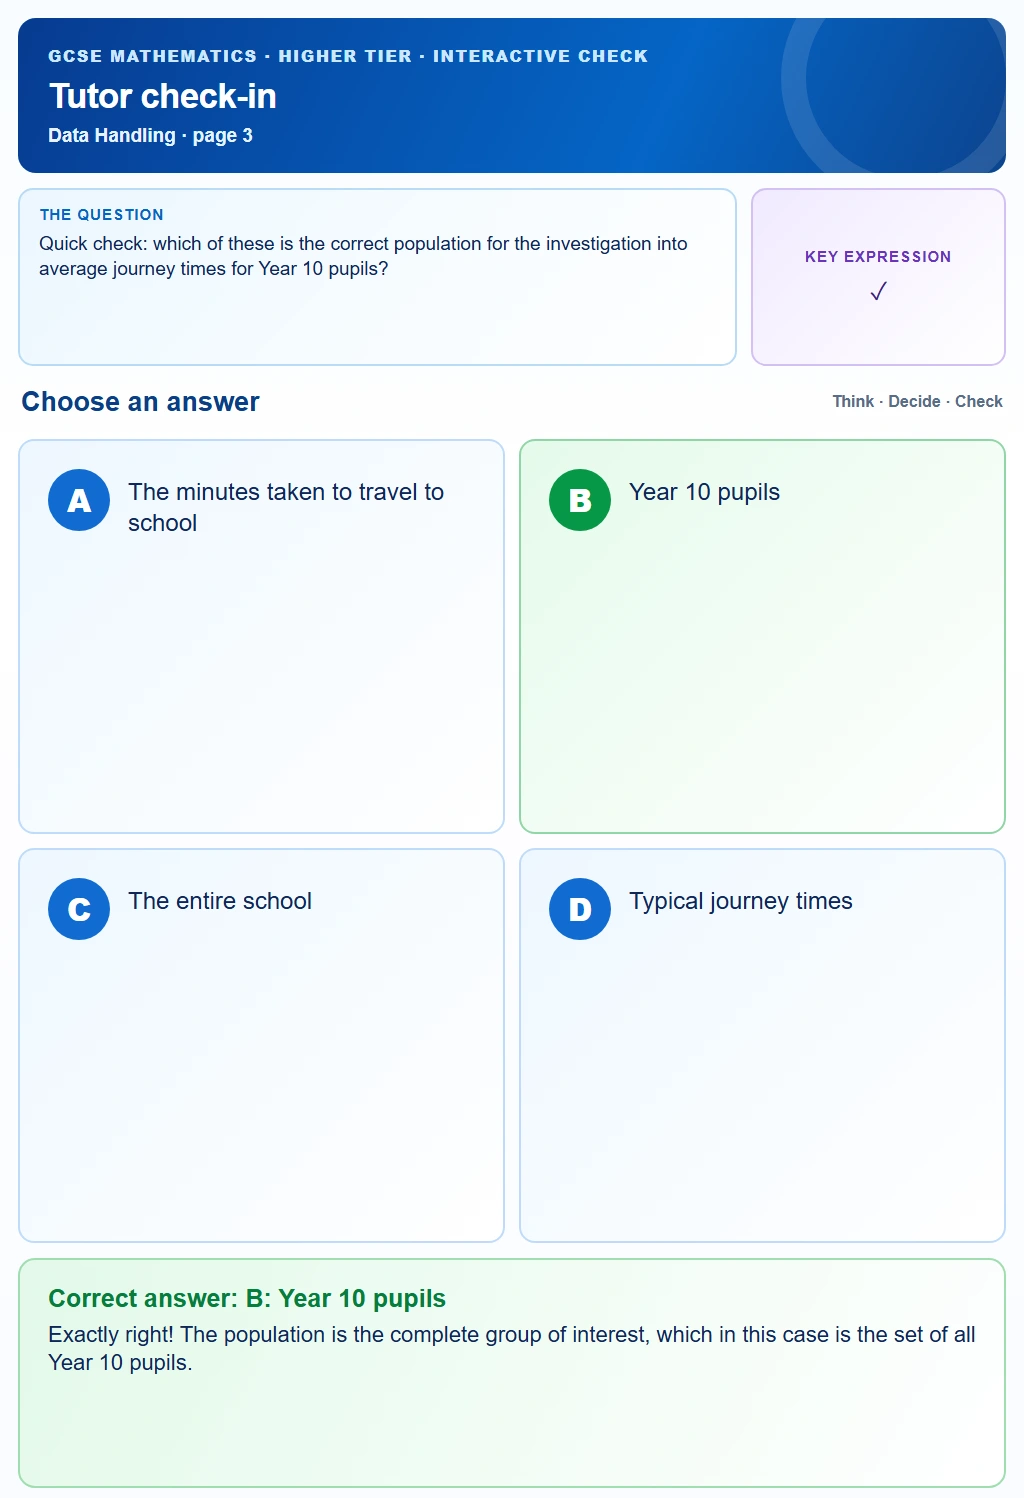 GCSE MATHEMATICS · HIGHER TIER · INTERACTIVE CHECK
Tutor check-in
Data Handling · page 3
THE QUESTION
Quick check: which of these is the correct population for the investigation into
average journey times for Year 10 pupils?
KEY EXPRESSION
✓
Choose an answer
Think · Decide · Check
A
The minutes taken to travel to
school
B
Year 10 pupils
C
The entire school
D
Typical journey times
Correct answer: B: Year 10 pupils
Exactly right! The population is the complete group of interest, which in this case is the set of all
Year 10 pupils.